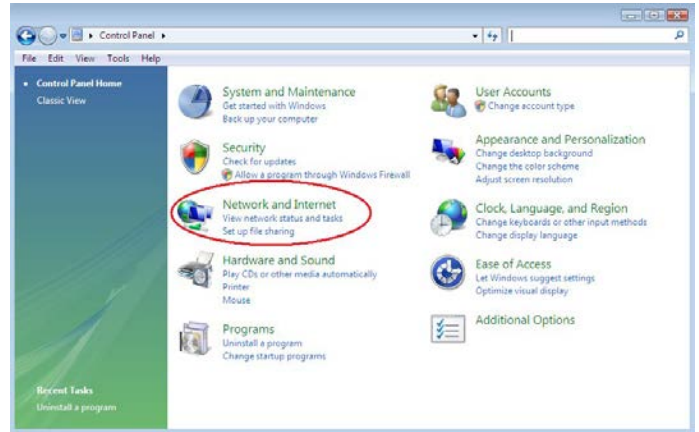 Control Panel
File Edit View Tools Help
Control Panel Home
Classic View
System and Maintenance
Get started with Windows
Back up your computer
Security
Check for updates
Allow a program through Windows Firewall
Network and Internet
View network status and tasks
Set up file sharing
Hardware and Sound
Play CDs or other media automatically
Printer
Mouse
Programs
Uninstall a program
Change startup programs
User Accounts
Change account type
Appearance and Personalization
Change desktop background
Change the color scheme
Adjust screen resolution
Clock, Language, and Region
Change keyboards or other input methods
Change display language
Ease of Access
Let Windows suggest settings
Optimize visual display
Additional Options
Recent Tasks
Uninstall a program